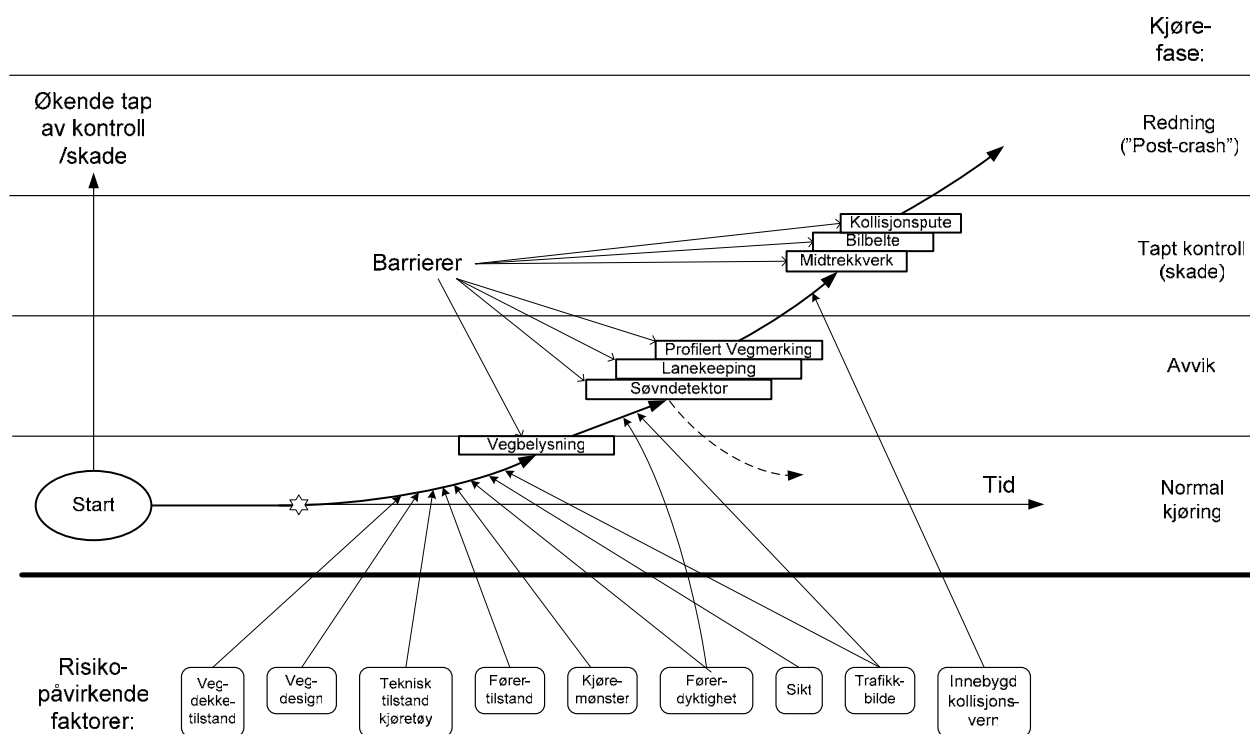 Kjøre-
fase:
Økende tap
av kontroll
/skade
Redning
("Post-crash")
Kollisjonspute
Bilbelte
Midtrekkverk
Barrierer
Tapt kontroll
(skade)
Profilert Vegmerking
Lanekeeping
Søvndetektor
Avvik
Vegbelysning
Start
Tid
Normal
kjøring
Risiko-
påvirkende
faktorer:
Veg-
dekke-
tilstand
Veg-
design
Teknisk
tilstand
kjøretøy
Fører-
tilstand
Kjøre-
mønster
Fører-
dyktighet
Sikt
Trafikk-
bilde
Innebygd
kollisjons-
vern